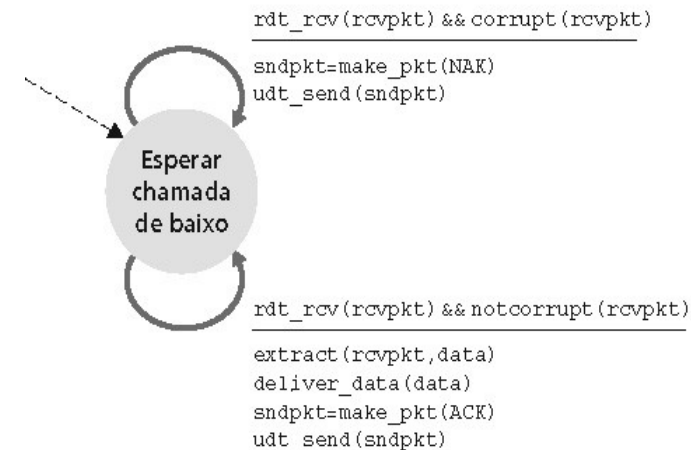 rdt_rcv(rcvpkt) && corrupt(rcvpkt)
sndpkt=make_pkt(NAK)
udt_send(sndpkt)
Esperar
chamada
de baixo
rdt_rcv(rcvpkt) && notcorrupt(rcvpkt)
extract(rcvpkt,data)
deliver_data(data)
sndpkt=make_pkt(ACK)
udt_send(sndpkt)